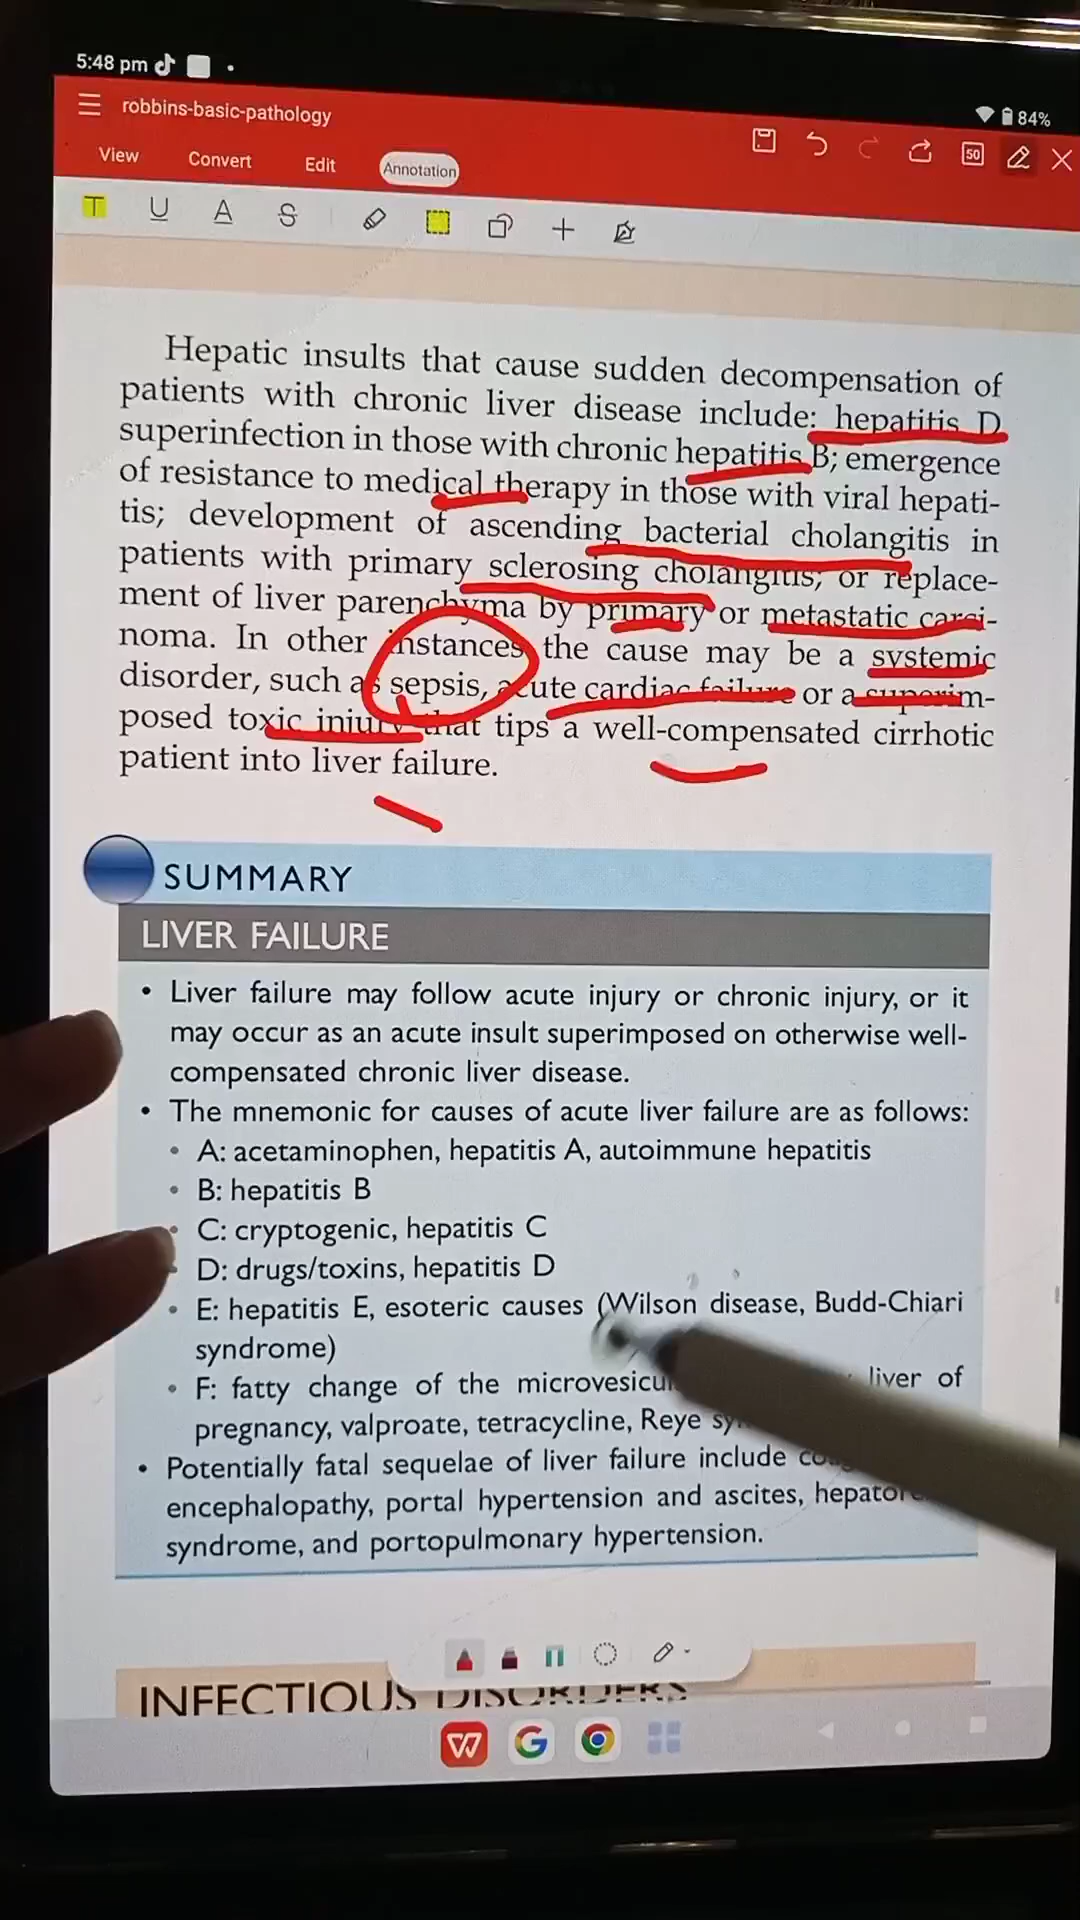 5:48 pm
84%
robbins-basic-pathology
View Convert Edit Annotation
50
T U A S
Hepatic insults that cause sudden decompensation of
patients with chronic liver disease include: hepatitis D
superinfection in those with chronic hepatitis B; emergence
of resistance to medical therapy in those with viral hepati-
tis; development of ascending bacterial cholangitis in
patients with primary sclerosing cholangitis; or replace-
ment of liver parenchyma by primary or metastatic carci-
noma. In other instances the cause may be a systemic
disorder, such as sepsis, acute cardiac failure or a superim-
posed toxic injury that tips a well-compensated cirrhotic
patient into liver failure.
SUMMARY
LIVER FAILURE
• Liver failure may follow acute injury or chronic injury, or it
may occur as an acute insult superimposed on otherwise well-
compensated chronic liver disease.
• The mnemonic for causes of acute liver failure are as follows:
• A: acetaminophen, hepatitis A, autoimmune hepatitis
• B: hepatitis B
• C: cryptogenic, hepatitis C
• D: drugs/toxins, hepatitis D
• E: hepatitis E, esoteric causes (Wilson disease, Budd-Chiari
syndrome)
• F: fatty change of the liver of
pregnancy, valproate, tetracycline, Reye
• Potentially fatal sequelae of liver failure include
encephalopathy, portal hypertension and ascites,
syndrome, and portopulmonary hypertension.
INFECTIOUS DISORDERS